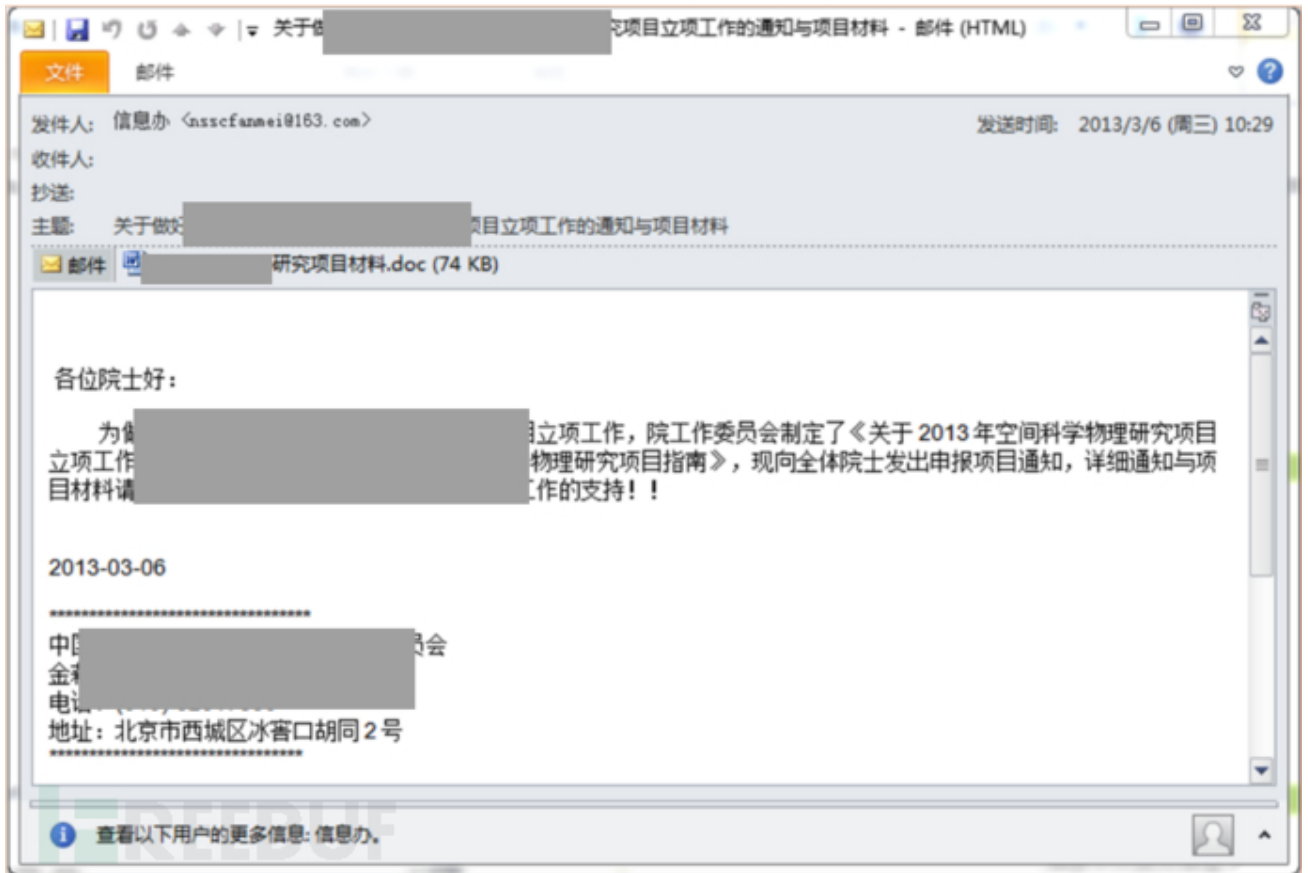 关于 究项目立项工作的通知与项目材料 - 邮件 (HTML)
文件 邮件
发件人: 信息办 <nsscfanmei@163.com> 发送时间: 2013/3/6 (周三) 10:29
收件人:
抄送:
主题: 关于做好 项目立项工作的通知与项目材料
邮件 研究项目材料.doc (74 KB)
各位院士好：
为做 目立项工作，院工作委员会制定了《关于 2013 年空间科学物理研究项目
立项工作 物理研究项目指南》，现向全体院士发出申报项目通知，详细通知与项
目材料请 工作的支持！！
2013-03-06
*********************************
中国 员会
金
电话
地址：北京市西城区冰窖口胡同 2 号
********************************
查看以下用户的更多信息: 信息办。
REEBUF